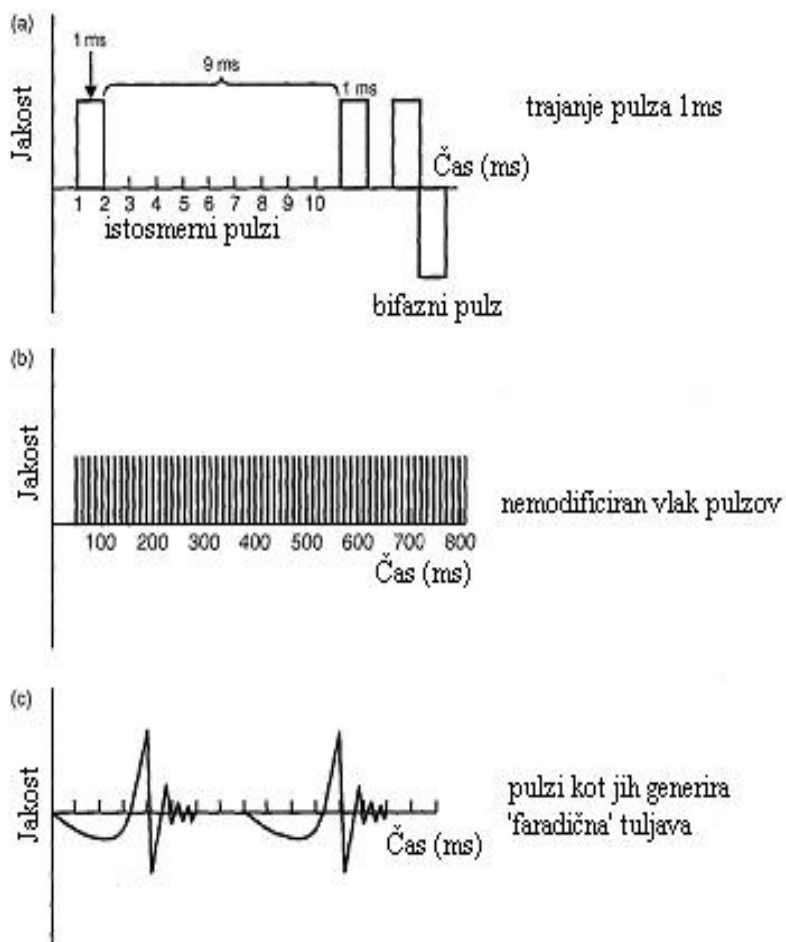 (a)
1 ms
9 ms
1 ms
trajanje pulza 1ms
Jakost
Čas (ms)
1 2 3 4 5 6 7 8 9 10
istosmerni pulzi
bifazni pulz
(b)
Jakost
nemodificiran vlak pulzov
100 200 300 400 500 600 700 800
Čas (ms)
(c)
Jakost
pulzi kot jih generira
'faradična' tuljava
Čas (ms)